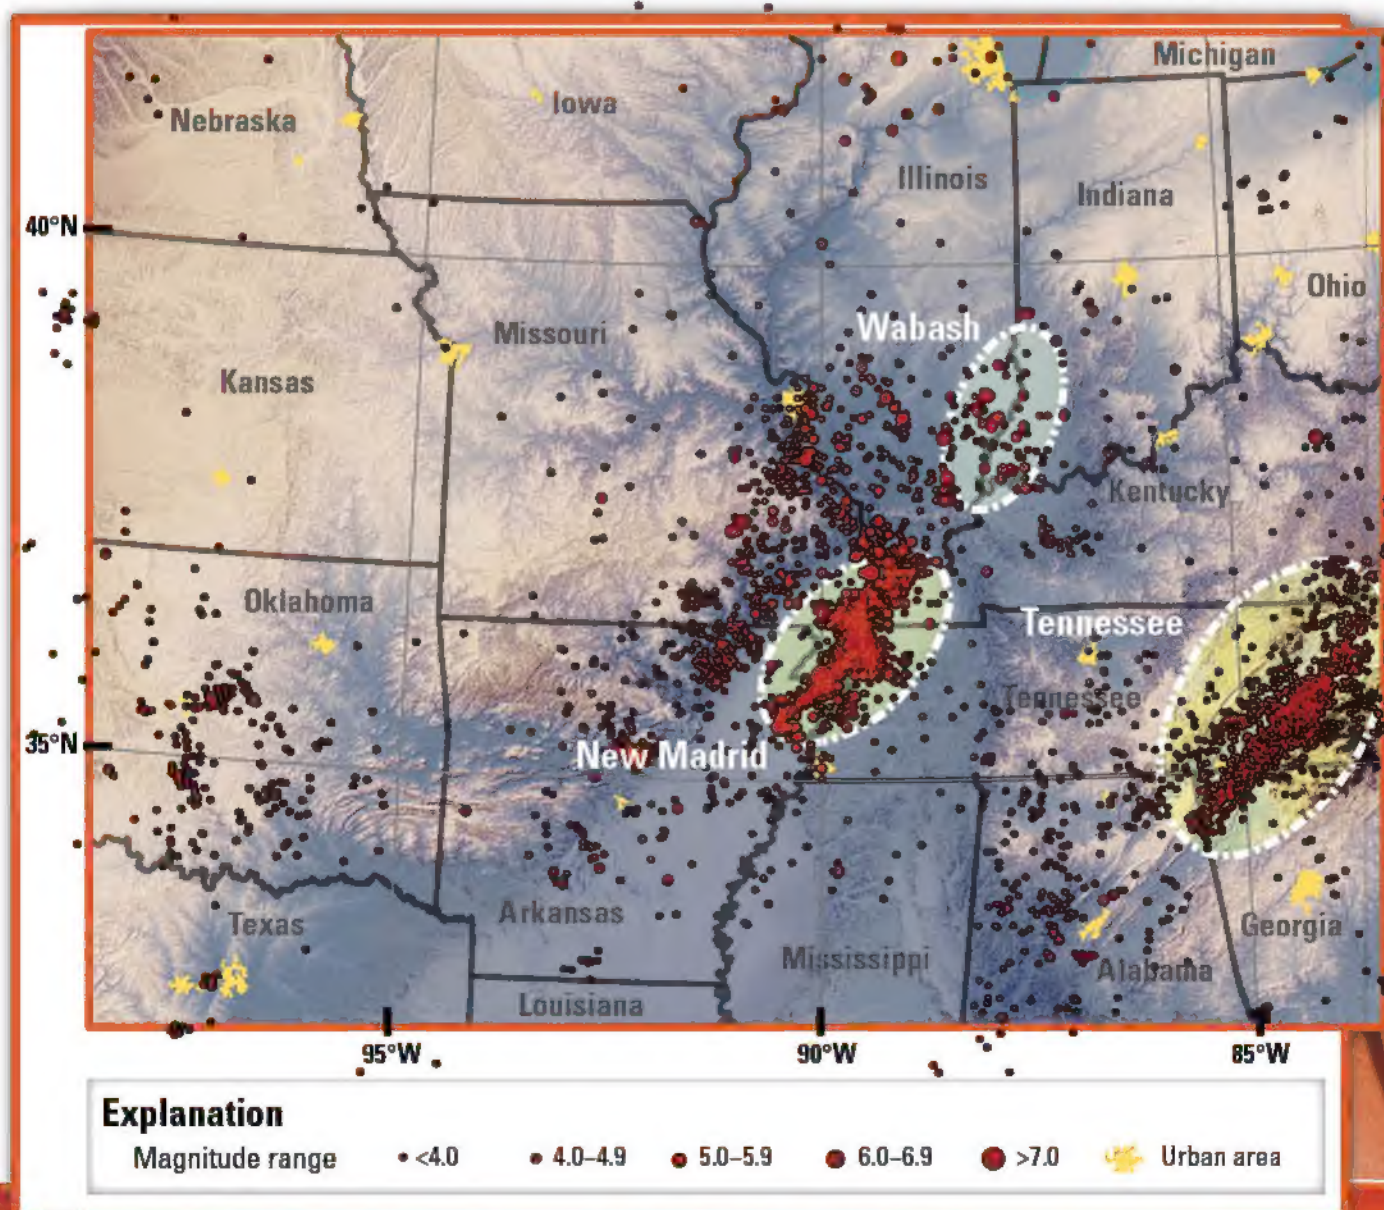 Michigan
Nebraska
Iowa
Illinois
Indiana
40°N
Ohio
Wabash
Missouri
Kansas
Kentucky
Oklahoma
Tennessee
Tennessee
35°N
New Madrid
Arkansas
Texas
Georgia
Mississippi
Alabama
Louisiana
95°W 90°W 85°W
Explanation
Magnitude range <4.0 4.0–4.9 5.0–5.9 6.0–6.9 >7.0 Urban area